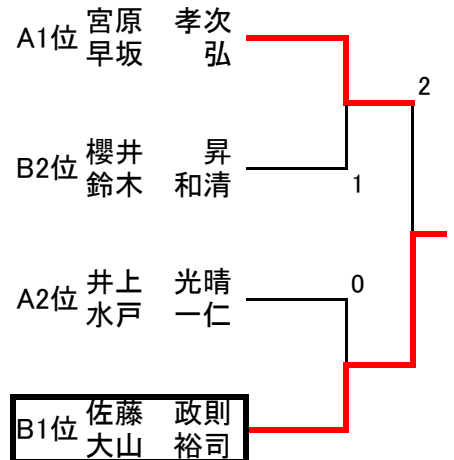 A1位 宮原 孝次
早坂 弘
2
B2位 櫻井 昇
鈴木 和清
1
A2位 井上 光晴
水戸 一仁
0
B1位 佐藤 政則
大山 裕司